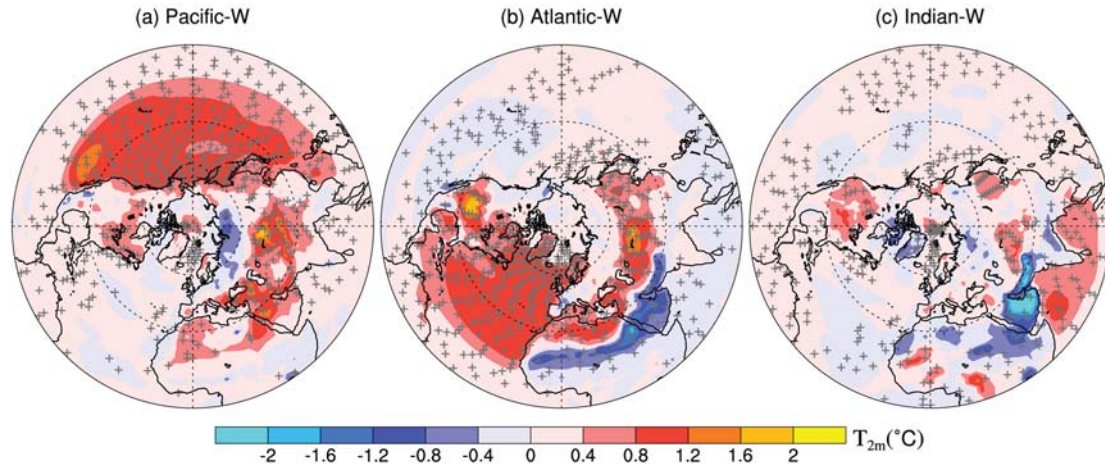 (a) Pacific-W
(b) Atlantic-W
(c) Indian-W
-2 -1.6 -1.2 -0.8 -0.4 0 0.4 0.8 1.2 1.6 2
T2m(°C)